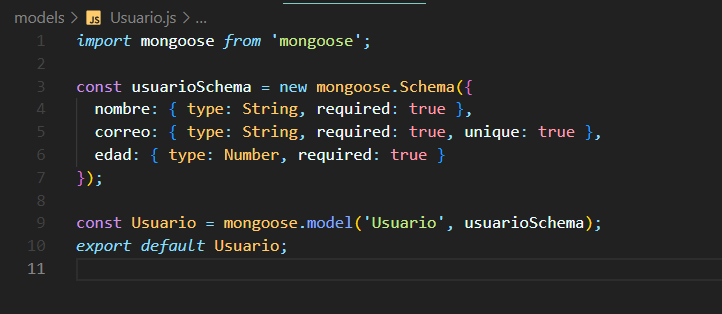 models > JS Usuario.js > ...
1 import mongoose from 'mongoose';
2
3 const usuarioSchema = new mongoose.Schema({
4   nombre: { type: String, required: true },
5   correo: { type: String, required: true, unique: true },
6   edad: { type: Number, required: true }
7 });
8
9 const Usuario = mongoose.model('Usuario', usuarioSchema);
10 export default Usuario;
11